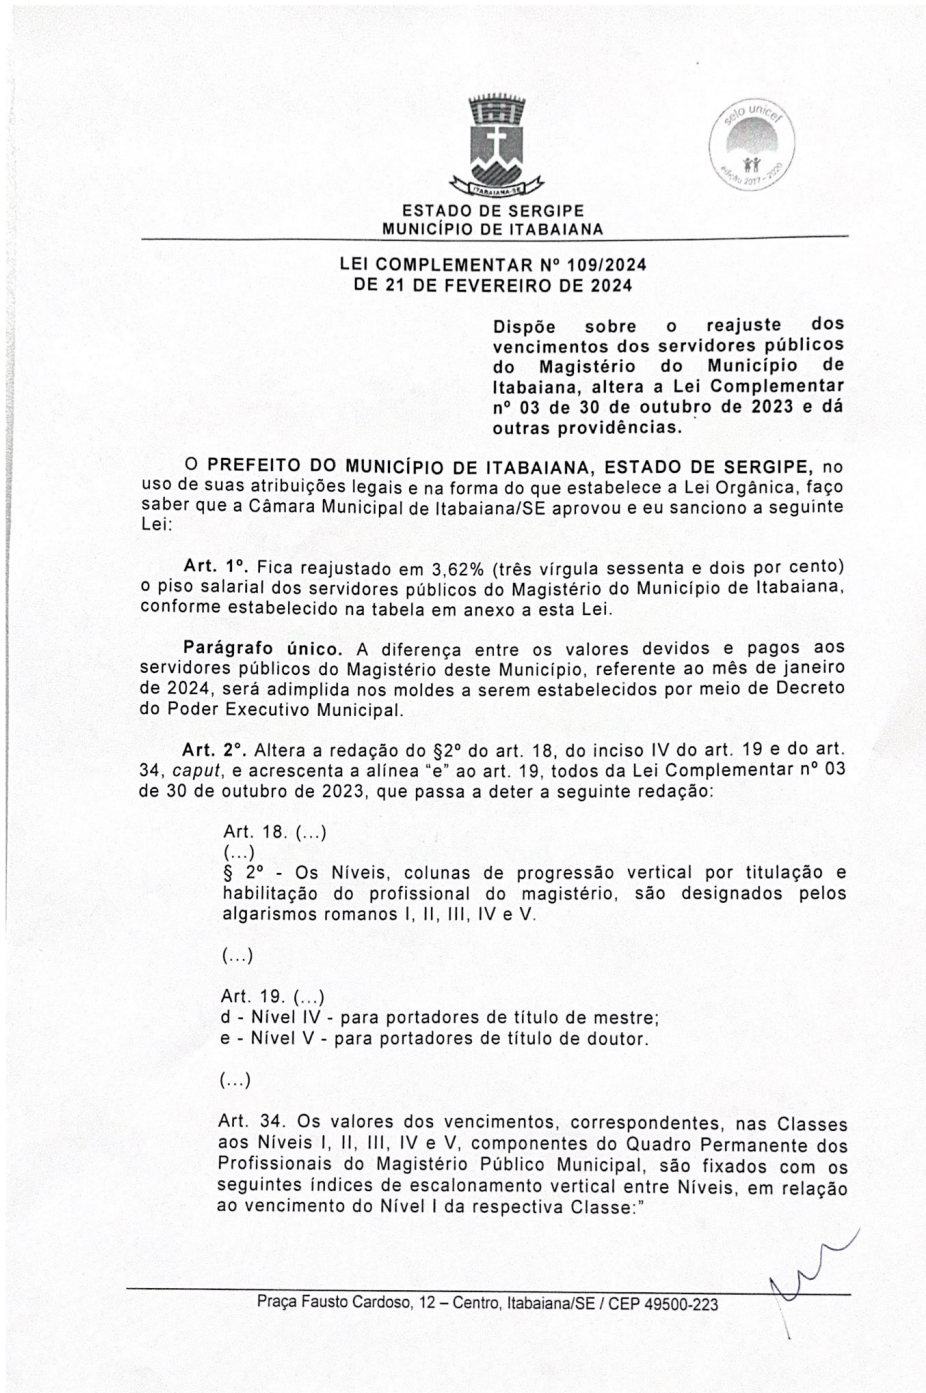 selo unicef
edição 2017 - 2020
ITABAIANA-SE
ESTADO DE SERGIPE
MUNICÍPIO DE ITABAIANA
LEI COMPLEMENTAR Nº 109/2024
DE 21 DE FEVEREIRO DE 2024
Dispõe sobre o reajuste dos
vencimentos dos servidores públicos
do Magistério do Município de
Itabaiana, altera a Lei Complementar
nº 03 de 30 de outubro de 2023 e dá
outras providências.
O PREFEITO DO MUNICÍPIO DE ITABAIANA, ESTADO DE SERGIPE, no
uso de suas atribuições legais e na forma do que estabelece a Lei Orgânica, faço
saber que a Câmara Municipal de Itabaiana/SE aprovou e eu sanciono a seguinte
Lei:
Art. 1º. Fica reajustado em 3,62% (três vírgula sessenta e dois por cento)
o piso salarial dos servidores públicos do Magistério do Município de Itabaiana,
conforme estabelecido na tabela em anexo a esta Lei.
Parágrafo único. A diferença entre os valores devidos e pagos aos
servidores públicos do Magistério deste Município, referente ao mês de janeiro
de 2024, será adimplida nos moldes a serem estabelecidos por meio de Decreto
do Poder Executivo Municipal.
Art. 2°. Altera a redação do §2º do art. 18, do inciso IV do art. 19 e do art.
34, caput, e acrescenta a alínea “e” ao art. 19, todos da Lei Complementar nº 03
de 30 de outubro de 2023, que passa a deter a seguinte redação:
Art. 18. (...)
(...)
§ 2º - Os Níveis, colunas de progressão vertical por titulação e
habilitação do profissional do magistério, são designados pelos
algarismos romanos I, II, III, IV e V.
(...)
Art. 19. (...)
d - Nível IV - para portadores de título de mestre;
e - Nível V - para portadores de título de doutor.
(...)
Art. 34. Os valores dos vencimentos, correspondentes, nas Classes
aos Níveis I, II, III, IV e V, componentes do Quadro Permanente dos
Profissionais do Magistério Público Municipal, são fixados com os
seguintes índices de escalonamento vertical entre Níveis, em relação
ao vencimento do Nível I da respectiva Classe:”
Praça Fausto Cardoso, 12 – Centro, Itabaiana/SE / CEP 49500-223